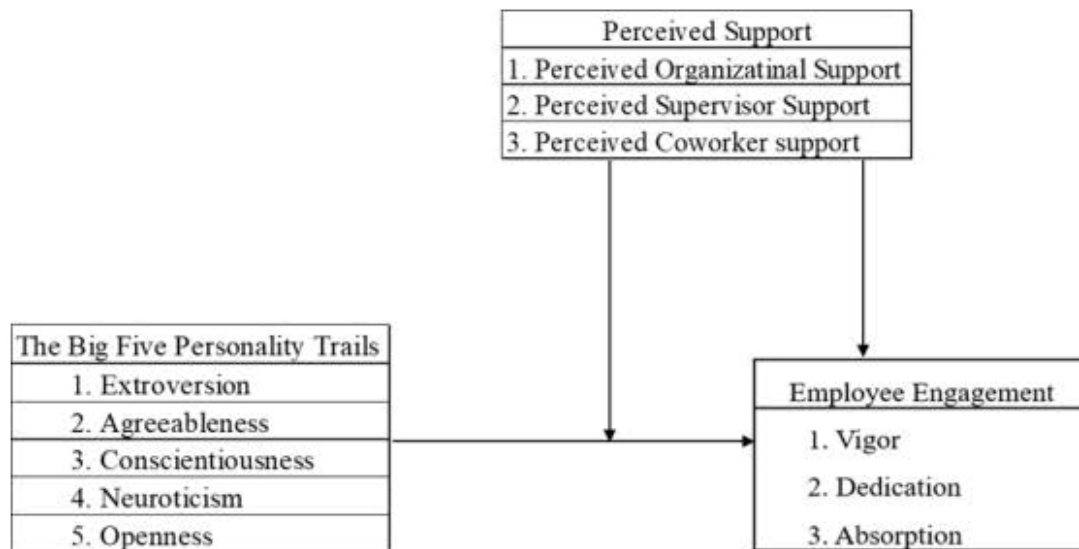 Perceived Support
1. Perceived Organizatinal Support
2. Perceived Supervisor Support
3. Perceived Coworker support
The Big Five Personality Trails
1. Extroversion
2. Agreeableness
3. Conscientiousness
4. Neuroticism
5. Openness
Employee Engagement
1. Vigor
2. Dedication
3. Absorption